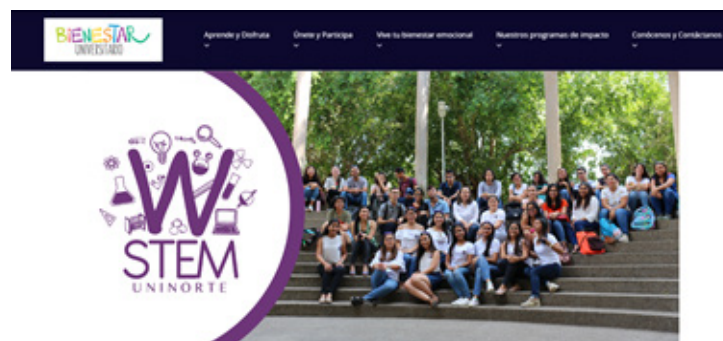 BIENESTAR
UNIVERSITARIO
Aprende y Disfruta
Únete y Participa
Vive tu bienestar emocional
Nuestros programas de impacto
Conócenos y Contáctanos
W
STEM
UNINORTE